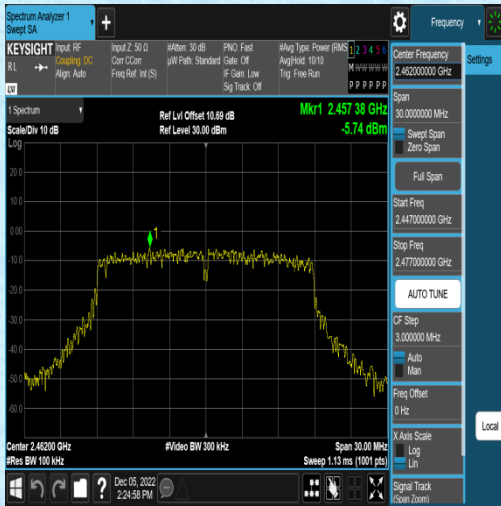 Spectrum Analyzer 1
Swept SA
+
Frequency
KEYSIGHT
Input: RF
Input Z: 50 Ω
#Atten: 30 dB
PNO: Fast
#Avg Type: Power (RMS
1 2 3 4 5 6
RL
Coupling: DC
Corr CCorr
µW Path: Standard
Gate: Off
Avg|Hold: 10/10
M W W W W W
Align: Auto
Freq Ref: Int (S)
IF Gain: Low
Trig: Free Run
Sig Track: Off
P P P P P P
LXI
1 Spectrum
Ref Lvl Offset 10.69 dB
Mkr1 2.457 38 GHz
Scale/Div 10 dB
Ref Level 30.00 dBm
-5.74 dBm
Log
20.0
10.0
0.00
1
-10.0
-20.0
-30.0
-40.0
-50.0
-60.0
Center 2.46200 GHz
#Video BW 300 kHz
Span 30.00 MHz
#Res BW 100 kHz
Sweep 1.13 ms (1001 pts)
?
Dec 05, 2022
2:24:58 PM
Center Frequency
2.462000000 GHz
Settings
Span
30.0000000 MHz
Swept Span
Zero Span
Full Span
Start Freq
2.447000000 GHz
Stop Freq
2.477000000 GHz
AUTO TUNE
CF Step
3.000000 MHz
Auto
Man
Freq Offset
0 Hz
Local
X Axis Scale
Log
Lin
Signal Track
(Span Zoom)